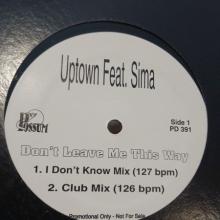 Uptown Feat. Sima
Side 1
PD 391
Possum
Don't Leave Me This Way
1. I Don't Know Mix (127 bpm)
2. Club Mix (126 bpm)
Promotional Only - Not For Sale